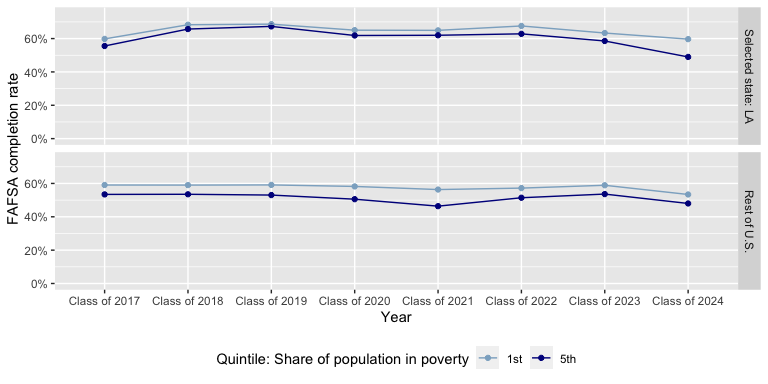 FAFSA completion rate
60%
40%
20%
0%
Selected state: LA
60%
40%
20%
0%
Rest of U.S.
Class of 2017 Class of 2018 Class of 2019 Class of 2020 Class of 2021 Class of 2022 Class of 2023 Class of 2024
Year
Quintile: Share of population in poverty 1st 5th